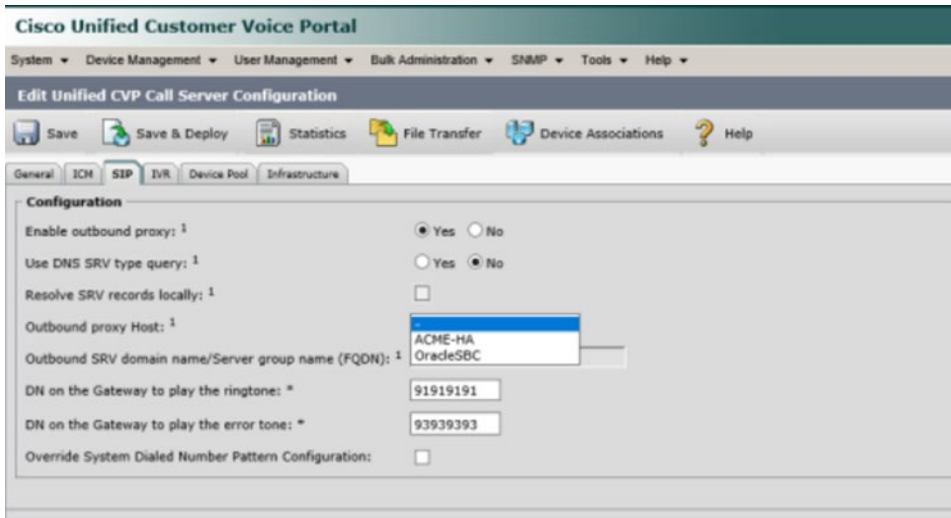 Cisco Unified Customer Voice Portal
System Device Management User Management Bulk Administration SNMP Tools Help
Edit Unified CVP Call Server Configuration
Save Save & Deploy Statistics File Transfer Device Associations Help
General ICM SIP IVR Device Pool Infrastructure
Configuration
Enable outbound proxy: 1 Yes No
Use DNS SRV type query: 1 Yes No
Resolve SRV records locally: 1
Outbound proxy Host: 1 -
ACME-HA
Outbound SRV domain name/Server group name (FQDN): 1 OracleSBC
DN on the Gateway to play the ringtone: * 91919191
DN on the Gateway to play the error tone: * 93939393
Override System Dialed Number Pattern Configuration: